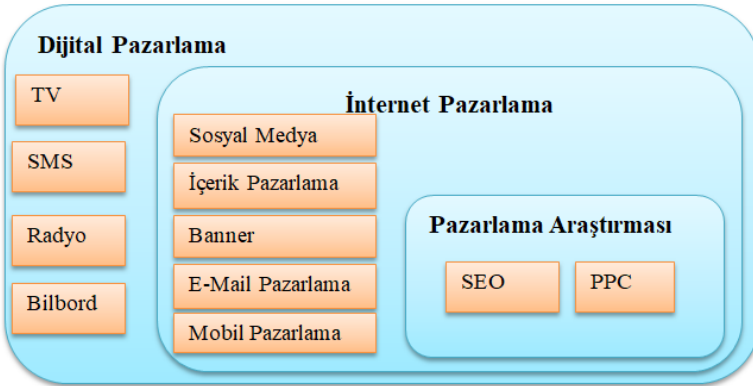 Dijital Pazarlama
TV
SMS
Radyo
Bilbord
İnternet Pazarlama
Sosyal Medya
İçerik Pazarlama
Banner
E-Mail Pazarlama
Mobil Pazarlama
Pazarlama Araştırması
SEO
PPC